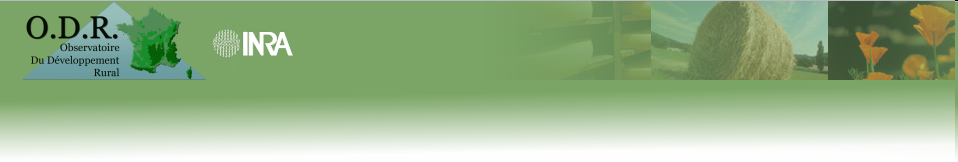 O.D.R.
Observatoire
Du Développement
Rural
INRA